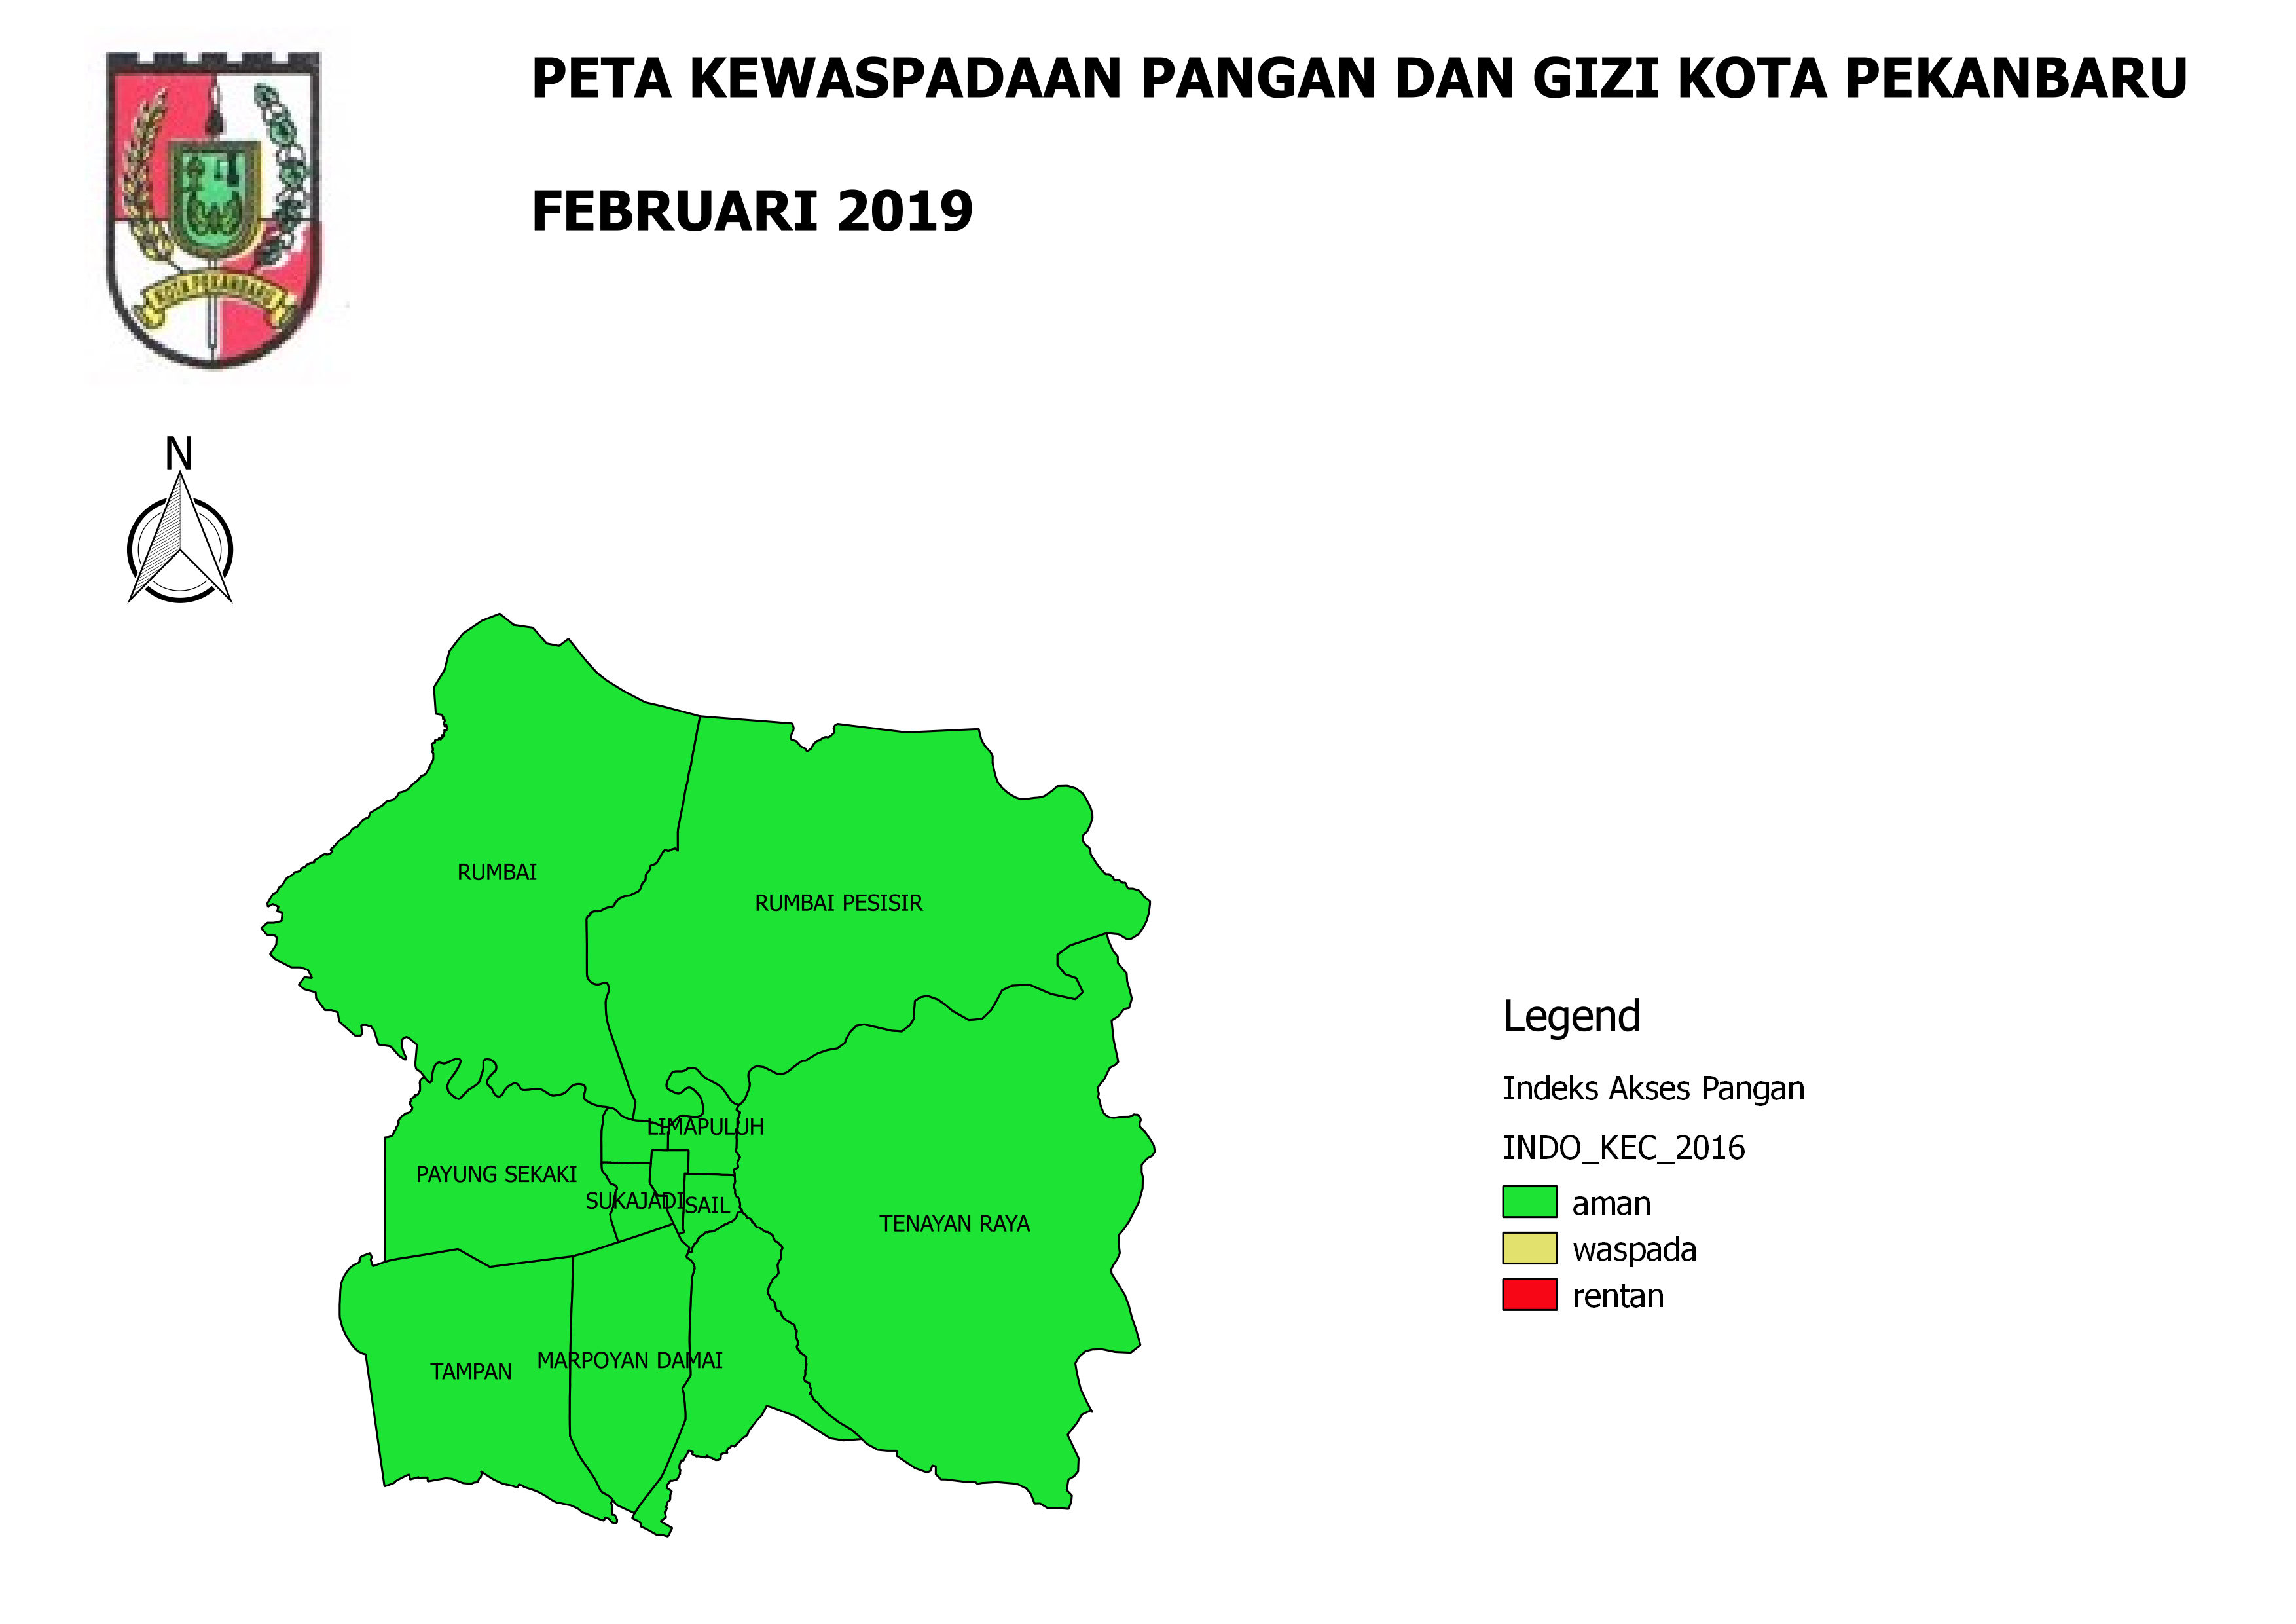 PETA KEWASPADAAN PANGAN DAN GIZI KOTA PEKANBARU
FEBRUARI 2019
KOTA PEKANBARU
N
RUMBAI
RUMBAI PESISIR
LIMAPULUH
PAYUNG SEKAKI
SUKAJADI
SAIL
TENAYAN RAYA
MARPOYAN DAMAI
TAMPAN
Legend
Indeks Akses Pangan
INDO_KEC_2016
aman
waspada
rentan